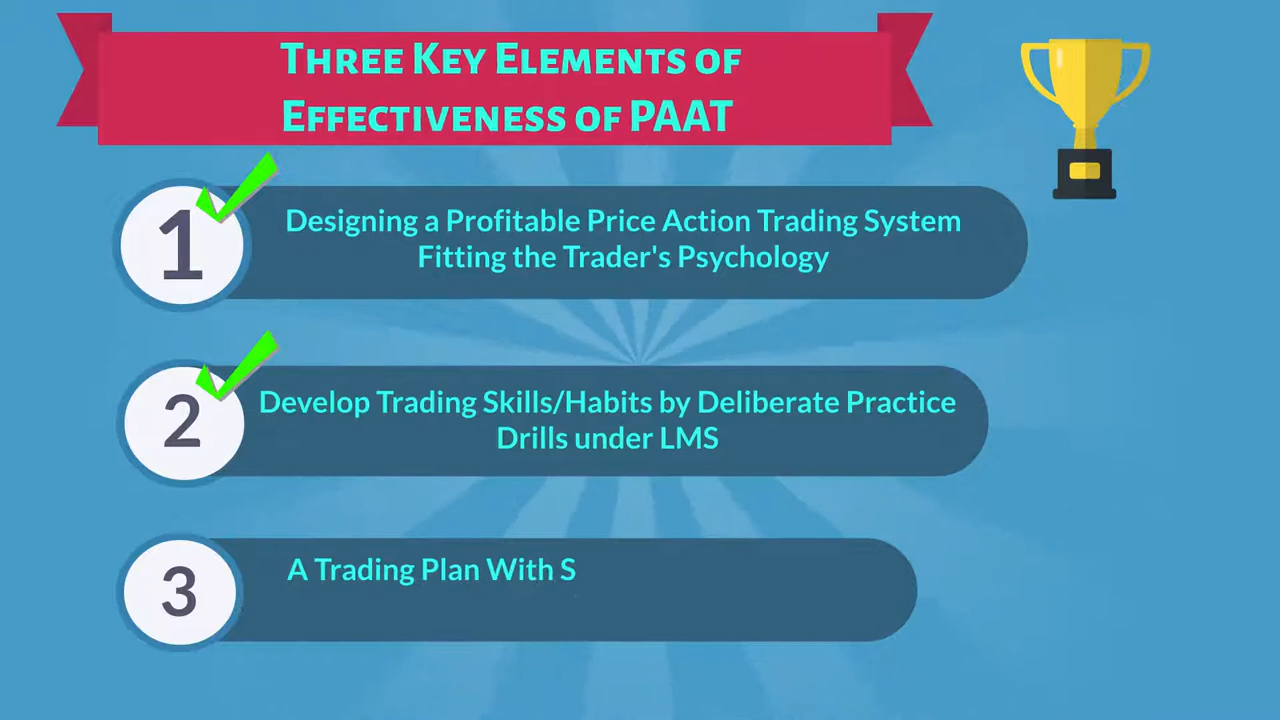 Three Key Elements of
Effectiveness of PAAT
1
Designing a Profitable Price Action Trading System
Fitting the Trader's Psychology
2
Develop Trading Skills/Habits by Deliberate Practice
Drills under LMS
3
A Trading Plan With S